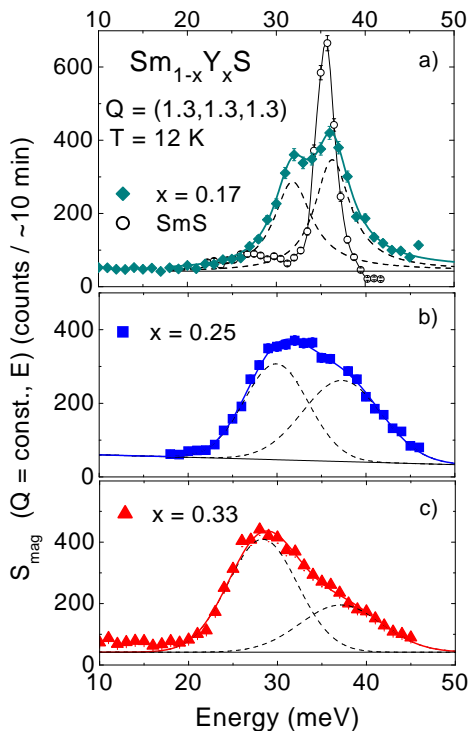 10 20 30 40 50
Sm1-xYxS
a)
Q = (1.3,1.3,1.3)
T = 12 K
x = 0.17
SmS
600
400
200
0
b)
x = 0.25
400
200
0
c)
x = 0.33
400
200
0
10 20 30 40 50
Energy (meV)
Smag (Q = const., E) (counts / ~10 min)